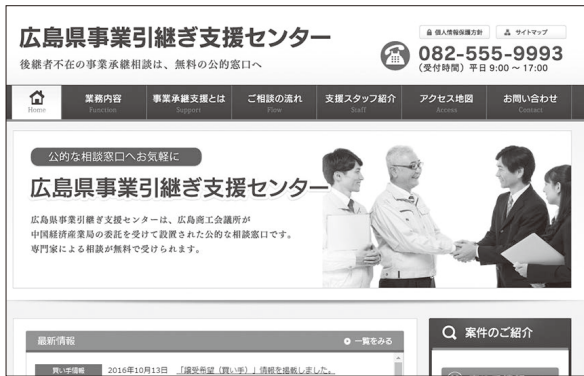 広島県事業引継ぎ支援センター
後継者不在の事業承継相談は、無料の公的窓口へ
個人情報保護方針 サイトマップ
082-555-9993
（受付時間）平日 9:00 ～ 17:00
業務内容 事業承継支援とは ご相談の流れ 支援スタッフ紹介 アクセス地図 お問い合わせ
Home Function Support Flow Staff Access Contact
公的な相談窓口へお気軽に
広島県事業引継ぎ支援センター
広島県事業引継ぎ支援センターは、広島商工会議所が
中国経済産業局の委託を受けて設置された公的な相談窓口です。
専門家による相談が無料で受けられます。
最新情報 一覧をみる
案件のご紹介
買い手情報 2016年10月13日 「譲受希望（買い手）」情報を掲載しました。